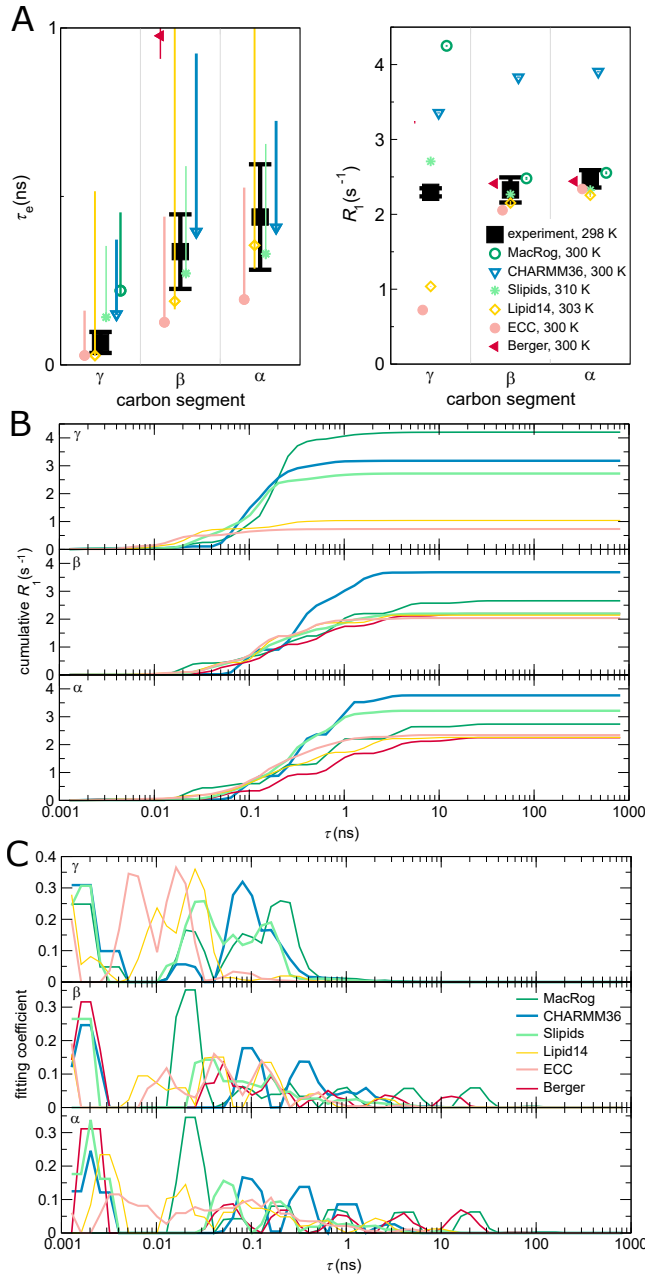 A
1
τe(ns)
0
γ
β
α
carbon segment
R1(s-1)
4
3
2
1
0
experiment, 298 K
MacRog, 300 K
CHARMM36, 300 K
Slipids, 310 K
Lipid14, 303 K
ECC, 300 K
Berger, 300 K
γ
β
α
carbon segment
B
γ
4
3
2
1
0
β
4
3
2
1
0
α
4
3
2
1
0
cumulative R1(s-1)
0.001
0.01
0.1
1
10
100
1000
τ(ns)
C
γ
0.4
0.3
0.2
0.1
0
β
0.3
0.2
0.1
0
α
0.3
0.2
0.1
0
fitting coefficient
MacRog
CHARMM36
Slipids
Lipid14
ECC
Berger
0.001
0.01
0.1
1
10
100
1000
τ(ns)